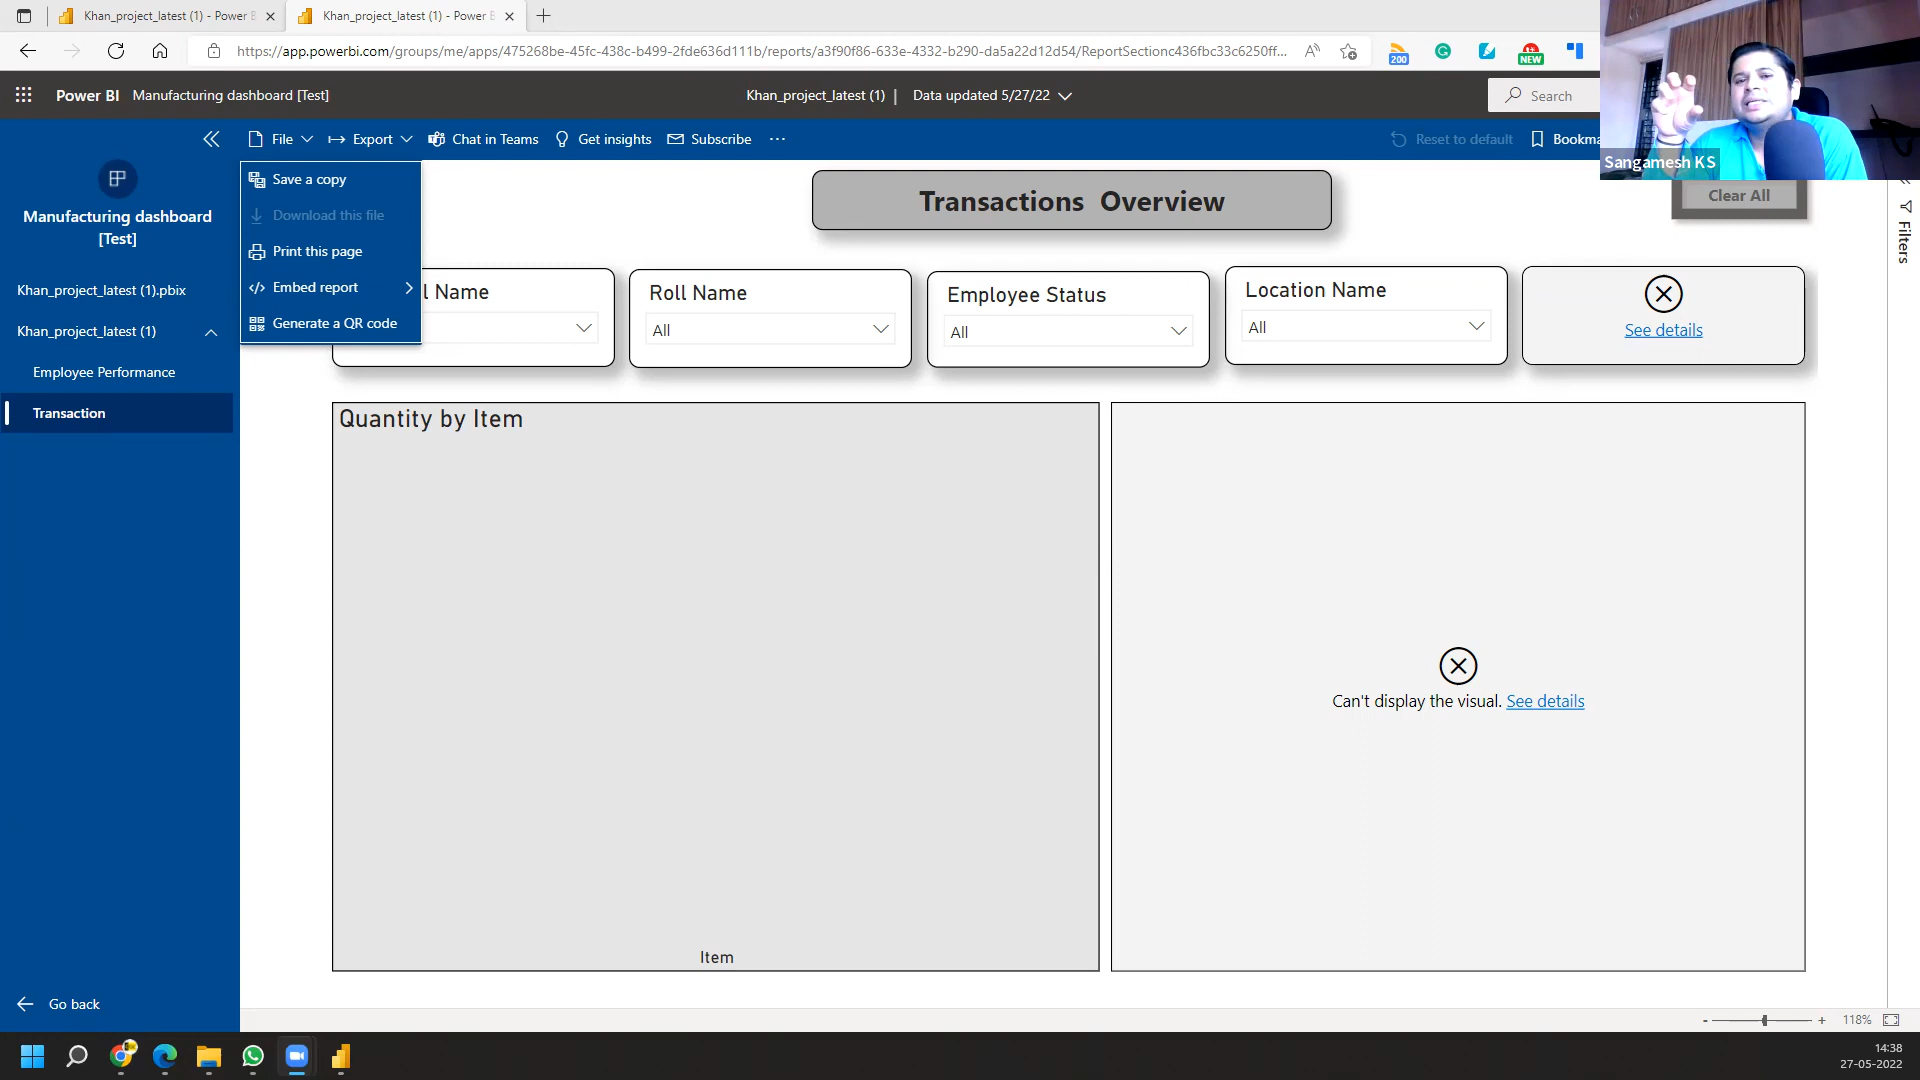 Khan_project_latest (1) - Power B
Khan_project_latest (1) - Power B
https://app.powerbi.com/groups/me/apps/475268be-45fc-438c-b499-2fde636d111b/reports/a3f90f86-633e-4332-b290-da5a22d12d54/ReportSectionc436fbc33c6250ff...
200
NEW
Power BI
Manufacturing dashboard [Test]
Khan_project_latest (1) | Data updated 5/27/22
Search
File
Export
Chat in Teams
Get insights
Subscribe
...
Reset to default
Bookma
Sangamesh KS
Manufacturing dashboard
[Test]
Khan_project_latest (1).pbix
Khan_project_latest (1)
Employee Performance
Transaction
Go back
Save a copy
Download this file
Print this page
Embed report
Generate a QR code
Transactions Overview
Clear All
Filters
l Name
Roll Name
All
Employee Status
All
Location Name
All
See details
Quantity by Item
Item
Can't display the visual. See details
- + 118%
14:38
27-05-2022